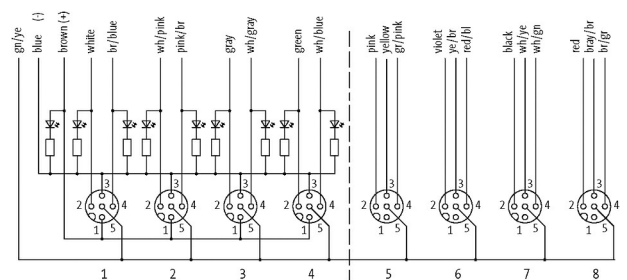 gn/ye
blue (-)
brown (+)
white
br/blue
wh/pink
pink/br
gray
wh/gray
green
wh/blue
pink
yellow
gr/pink
violet
ye/br
red/bl
black
wh/ye
wh/gn
red
bray/br
br/gr
3 3 3 3 3 3 3 3
2 4 2 4 2 4 2 4 2 4 2 4 2 4 2 4
1 5 1 5 1 5 1 5 1 5 1 5 1 5 1 5
1 2 3 4 5 6 7 8